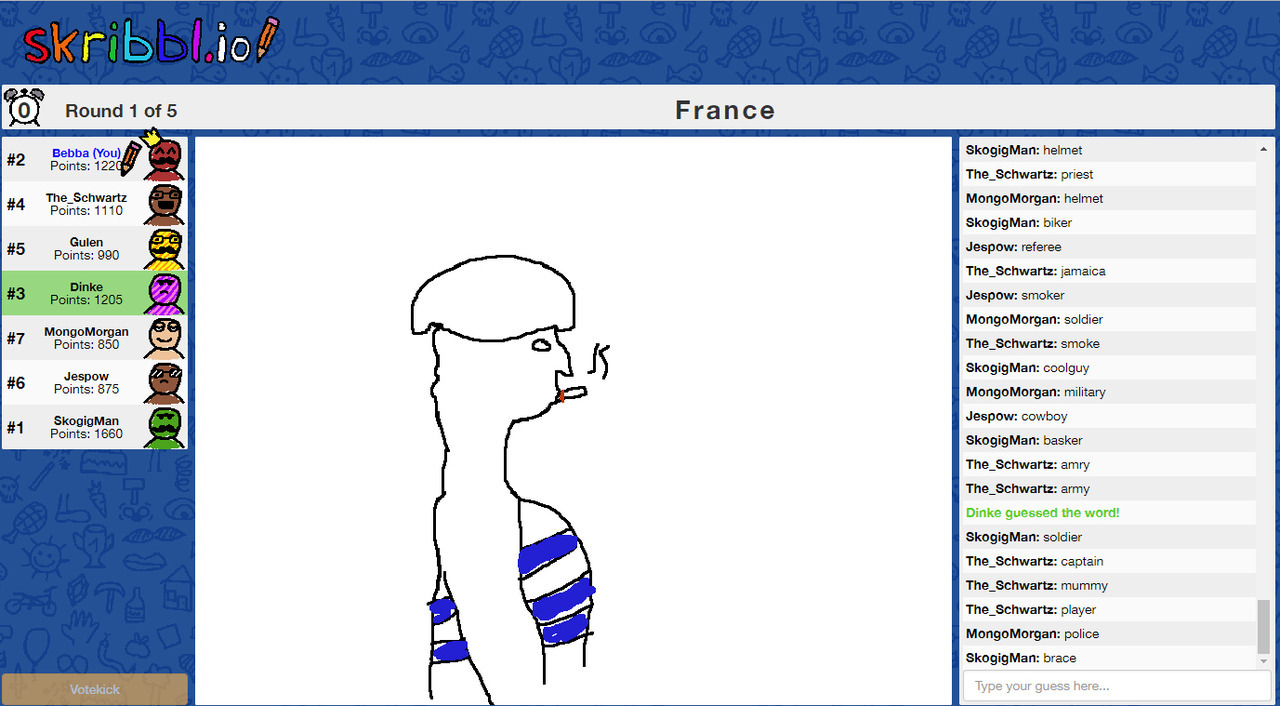 skribbl.io
0
Round 1 of 5
France
#2
Bebba (You)
Points: 1220
#4
The_Schwartz
Points: 1110
#5
Gulen
Points: 990
#3
Dinke
Points: 1205
#7
MongoMorgan
Points: 850
#6
Jespow
Points: 875
#1
SkogigMan
Points: 1660
Votekick
SkogigMan: helmet
The_Schwartz: priest
MongoMorgan: helmet
SkogigMan: biker
Jespow: referee
The_Schwartz: jamaica
Jespow: smoker
MongoMorgan: soldier
The_Schwartz: smoke
SkogigMan: coolguy
MongoMorgan: military
Jespow: cowboy
SkogigMan: basker
The_Schwartz: amry
The_Schwartz: army
Dinke guessed the word!
SkogigMan: soldier
The_Schwartz: captain
The_Schwartz: mummy
The_Schwartz: player
MongoMorgan: police
SkogigMan: brace
Type your guess here...